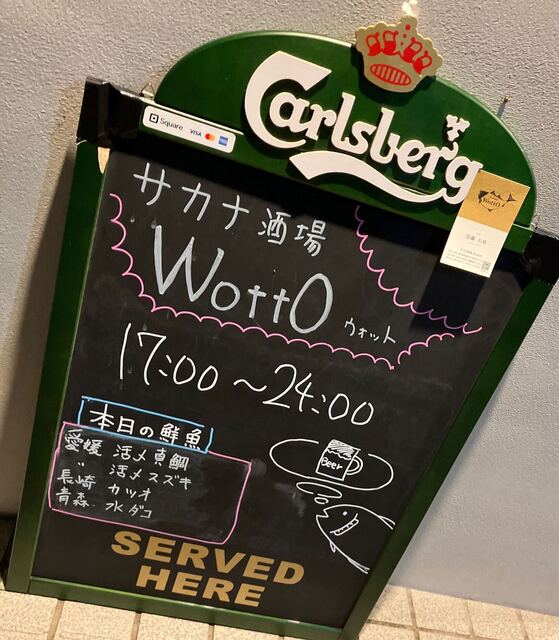 Carlsberg
Square VISA
WottO
サカナ酒場
WottO ウォット
17:00～24:00
本日の鮮魚
愛媛 活〆真鯛
〃 活〆スズキ
長崎 カツオ
青森 水ダコ
Beer
SERVED
HERE